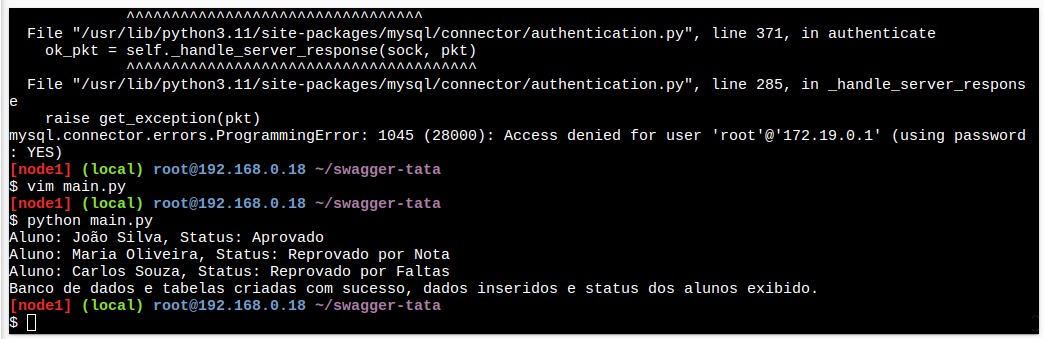 ^^^^^^^^^^^^^^^^^^^^^^^^^^^^^^^^^
  File "/usr/lib/python3.11/site-packages/mysql/connector/authentication.py", line 371, in authenticate
    ok_pkt = self._handle_server_response(sock, pkt)
             ^^^^^^^^^^^^^^^^^^^^^^^^^^^^^^^^^^^^^^^
  File "/usr/lib/python3.11/site-packages/mysql/connector/authentication.py", line 285, in _handle_server_respons
e
    raise get_exception(pkt)
mysql.connector.errors.ProgrammingError: 1045 (28000): Access denied for user 'root'@'172.19.0.1' (using password
: YES)
[node1] (local) root@192.168.0.18 ~/swagger-tata
$ vim main.py
[node1] (local) root@192.168.0.18 ~/swagger-tata
$ python main.py
Aluno: João Silva, Status: Aprovado
Aluno: Maria Oliveira, Status: Reprovado por Nota
Aluno: Carlos Souza, Status: Reprovado por Faltas
Banco de dados e tabelas criadas com sucesso, dados inseridos e status dos alunos exibido.
[node1] (local) root@192.168.0.18 ~/swagger-tata
$